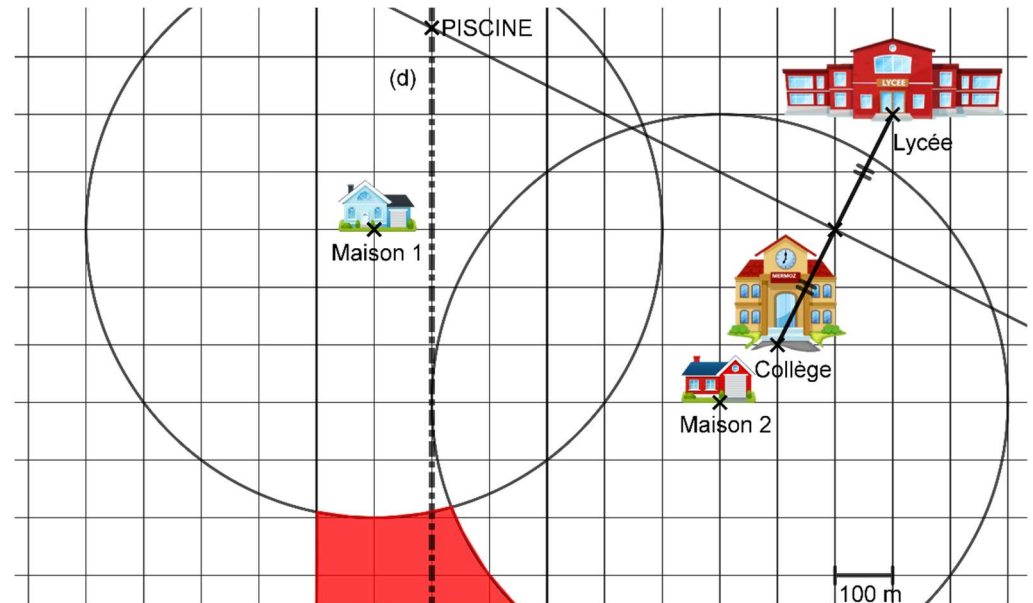 PISCINE
(d)
LYCEE
Lycée
Maison 1
MERMOZ
Collège
Maison 2
100 m